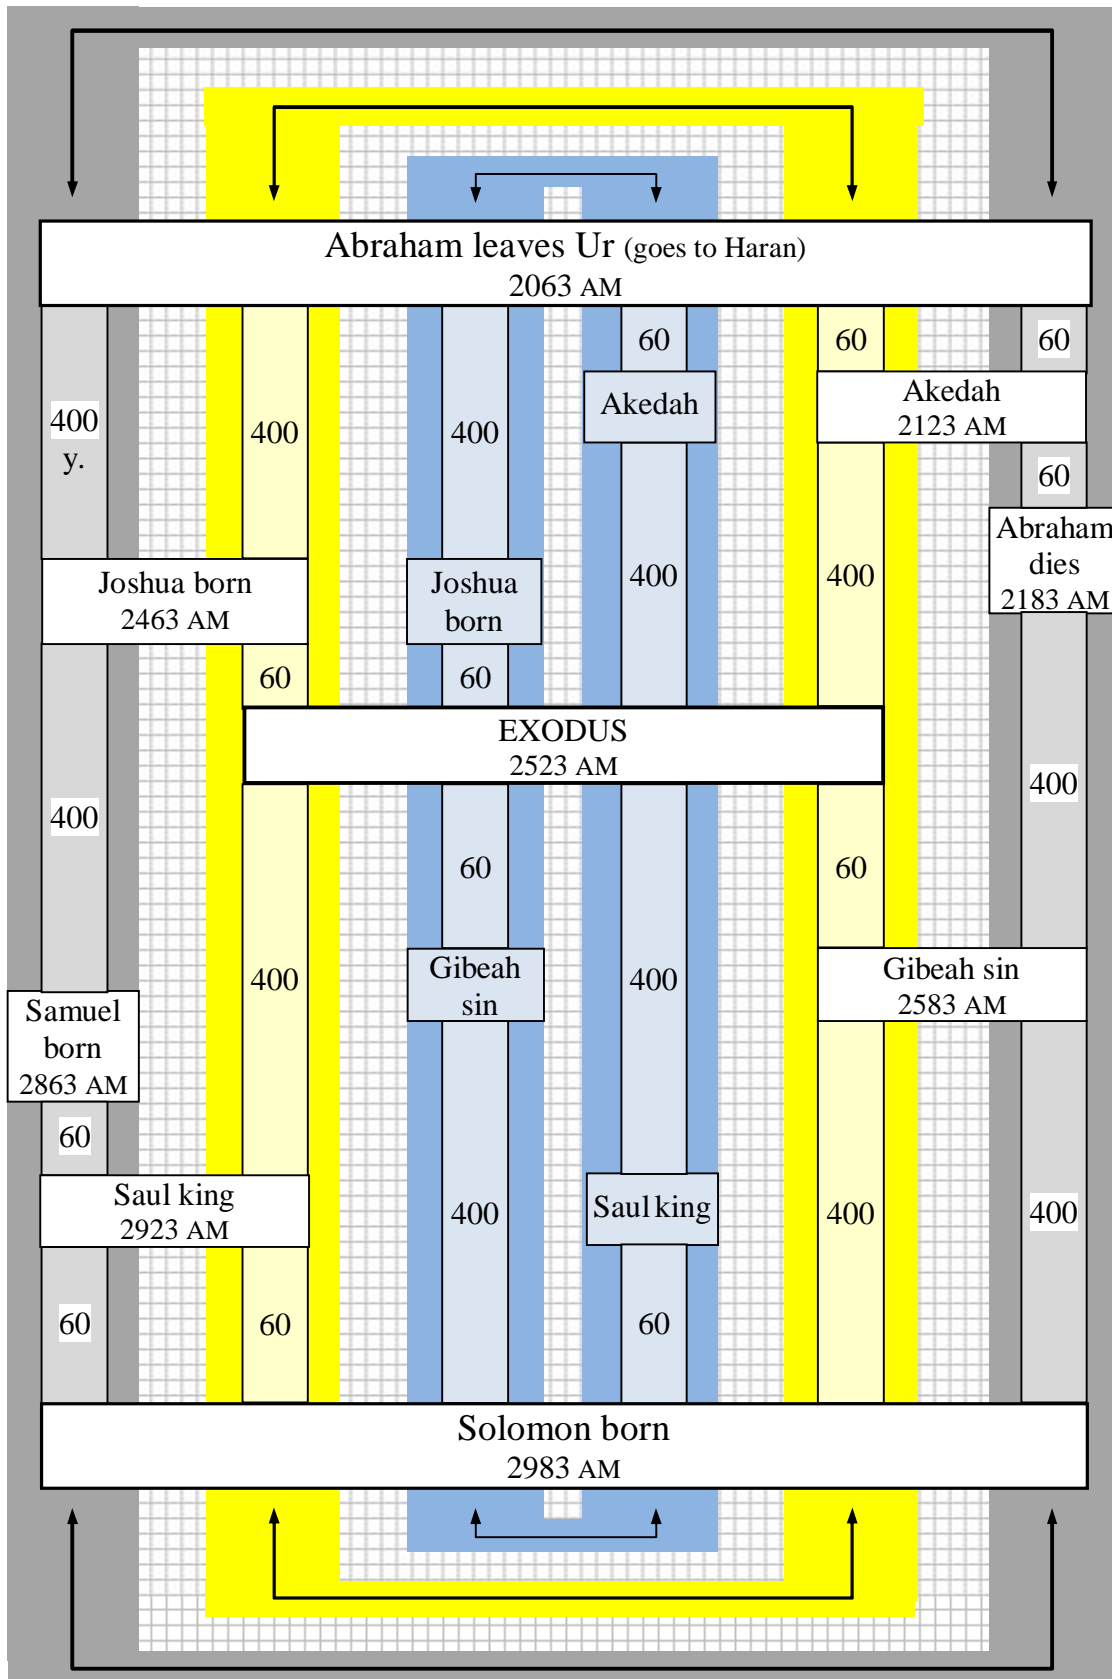 Abraham leaves Ur (goes to Haran)
2063 AM
60
60
60
400
y.
400
400
Akedah
Akedah
2123 AM
60
Abraham
dies
2183 AM
Joshua born
2463 AM
Joshua
born
400
400
60
60
EXODUS
2523 AM
400
400
60
60
400
400
Gibeah
sin
400
Gibeah sin
2583 AM
Samuel
born
2863 AM
60
Saul king
2923 AM
400
Saul king
400
400
60
60
60
Solomon born
2983 AM